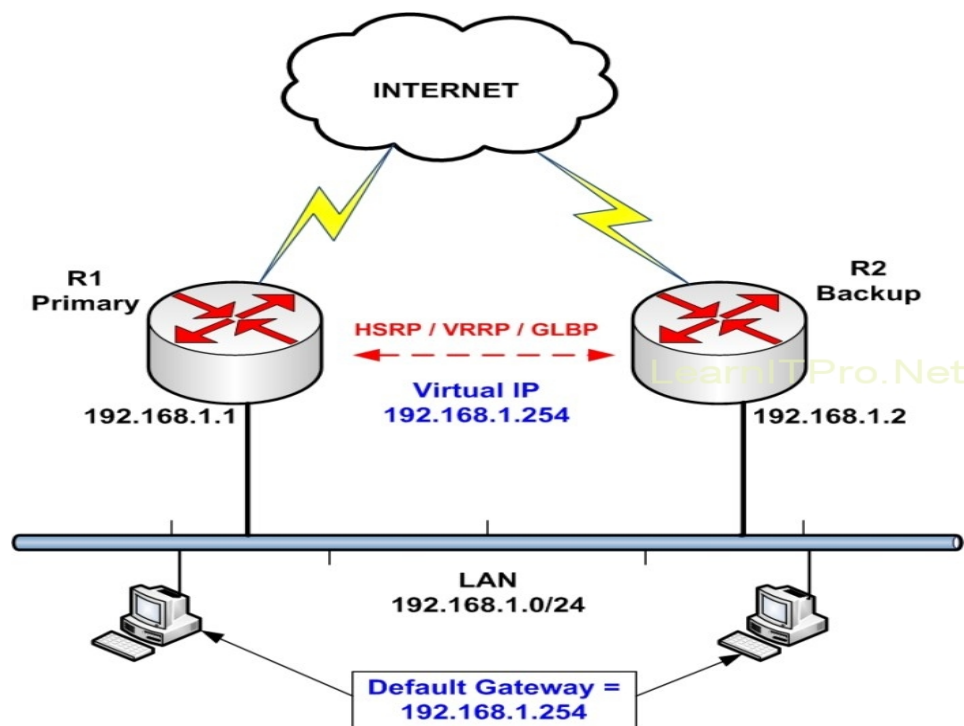 INTERNET
R1
Primary
R2
Backup
HSRP / VRRP / GLBP
LearnITPro.Net
Virtual IP
192.168.1.254
192.168.1.1
192.168.1.2
LAN
192.168.1.0/24
Default Gateway =
192.168.1.254